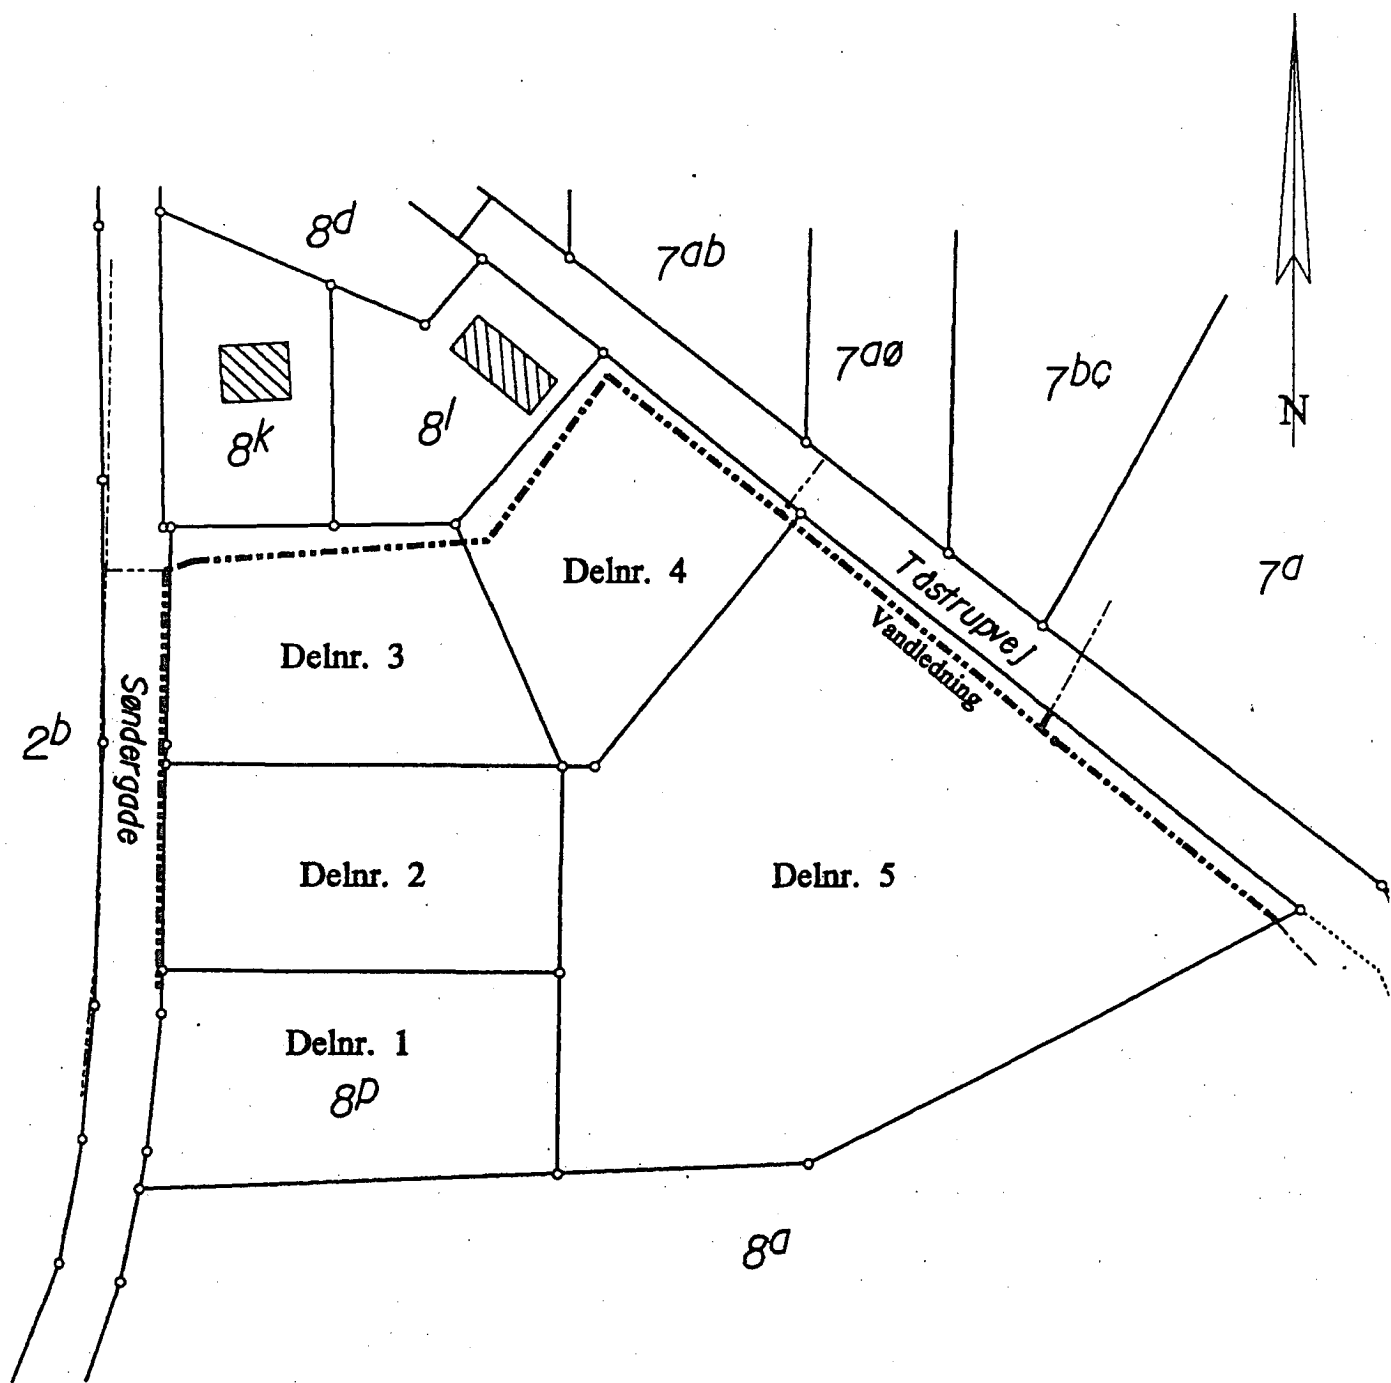 8d
7ab
7aø
7bc
N
8k
8l
Delnr. 4
7a
Tåstrupvej
Vandledning
Delnr. 3
Søndergade
2b
Delnr. 2
Delnr. 5
Delnr. 1
8p
8a